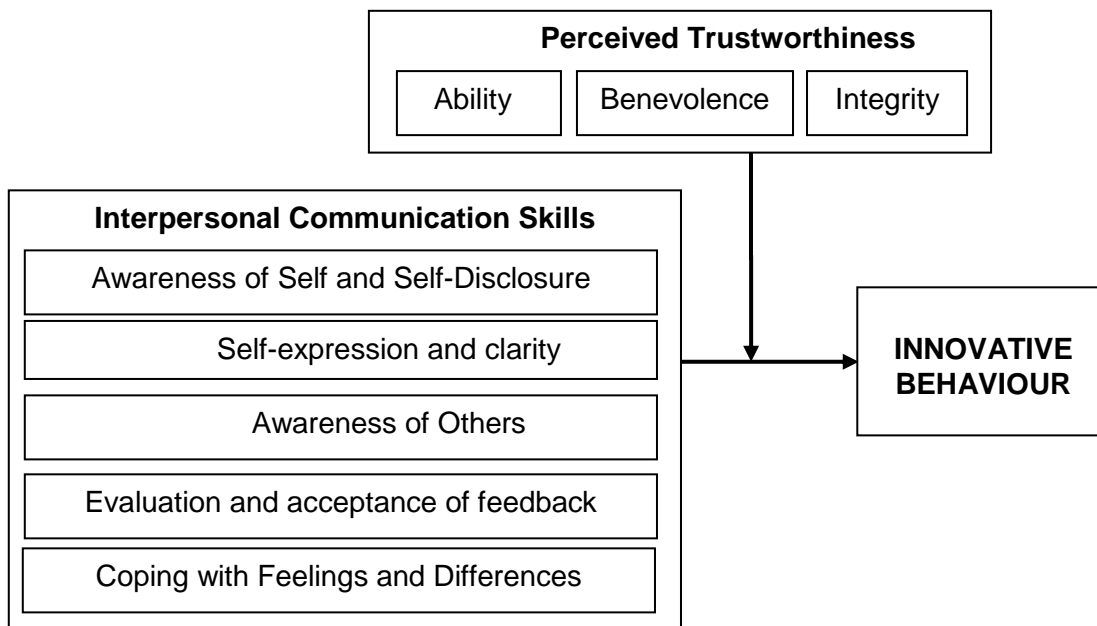 Perceived Trustworthiness
Ability
Benevolence
Integrity
Interpersonal Communication Skills
Awareness of Self and Self-Disclosure
Self-expression and clarity
Awareness of Others
Evaluation and acceptance of feedback
Coping with Feelings and Differences
INNOVATIVE
BEHAVIOUR